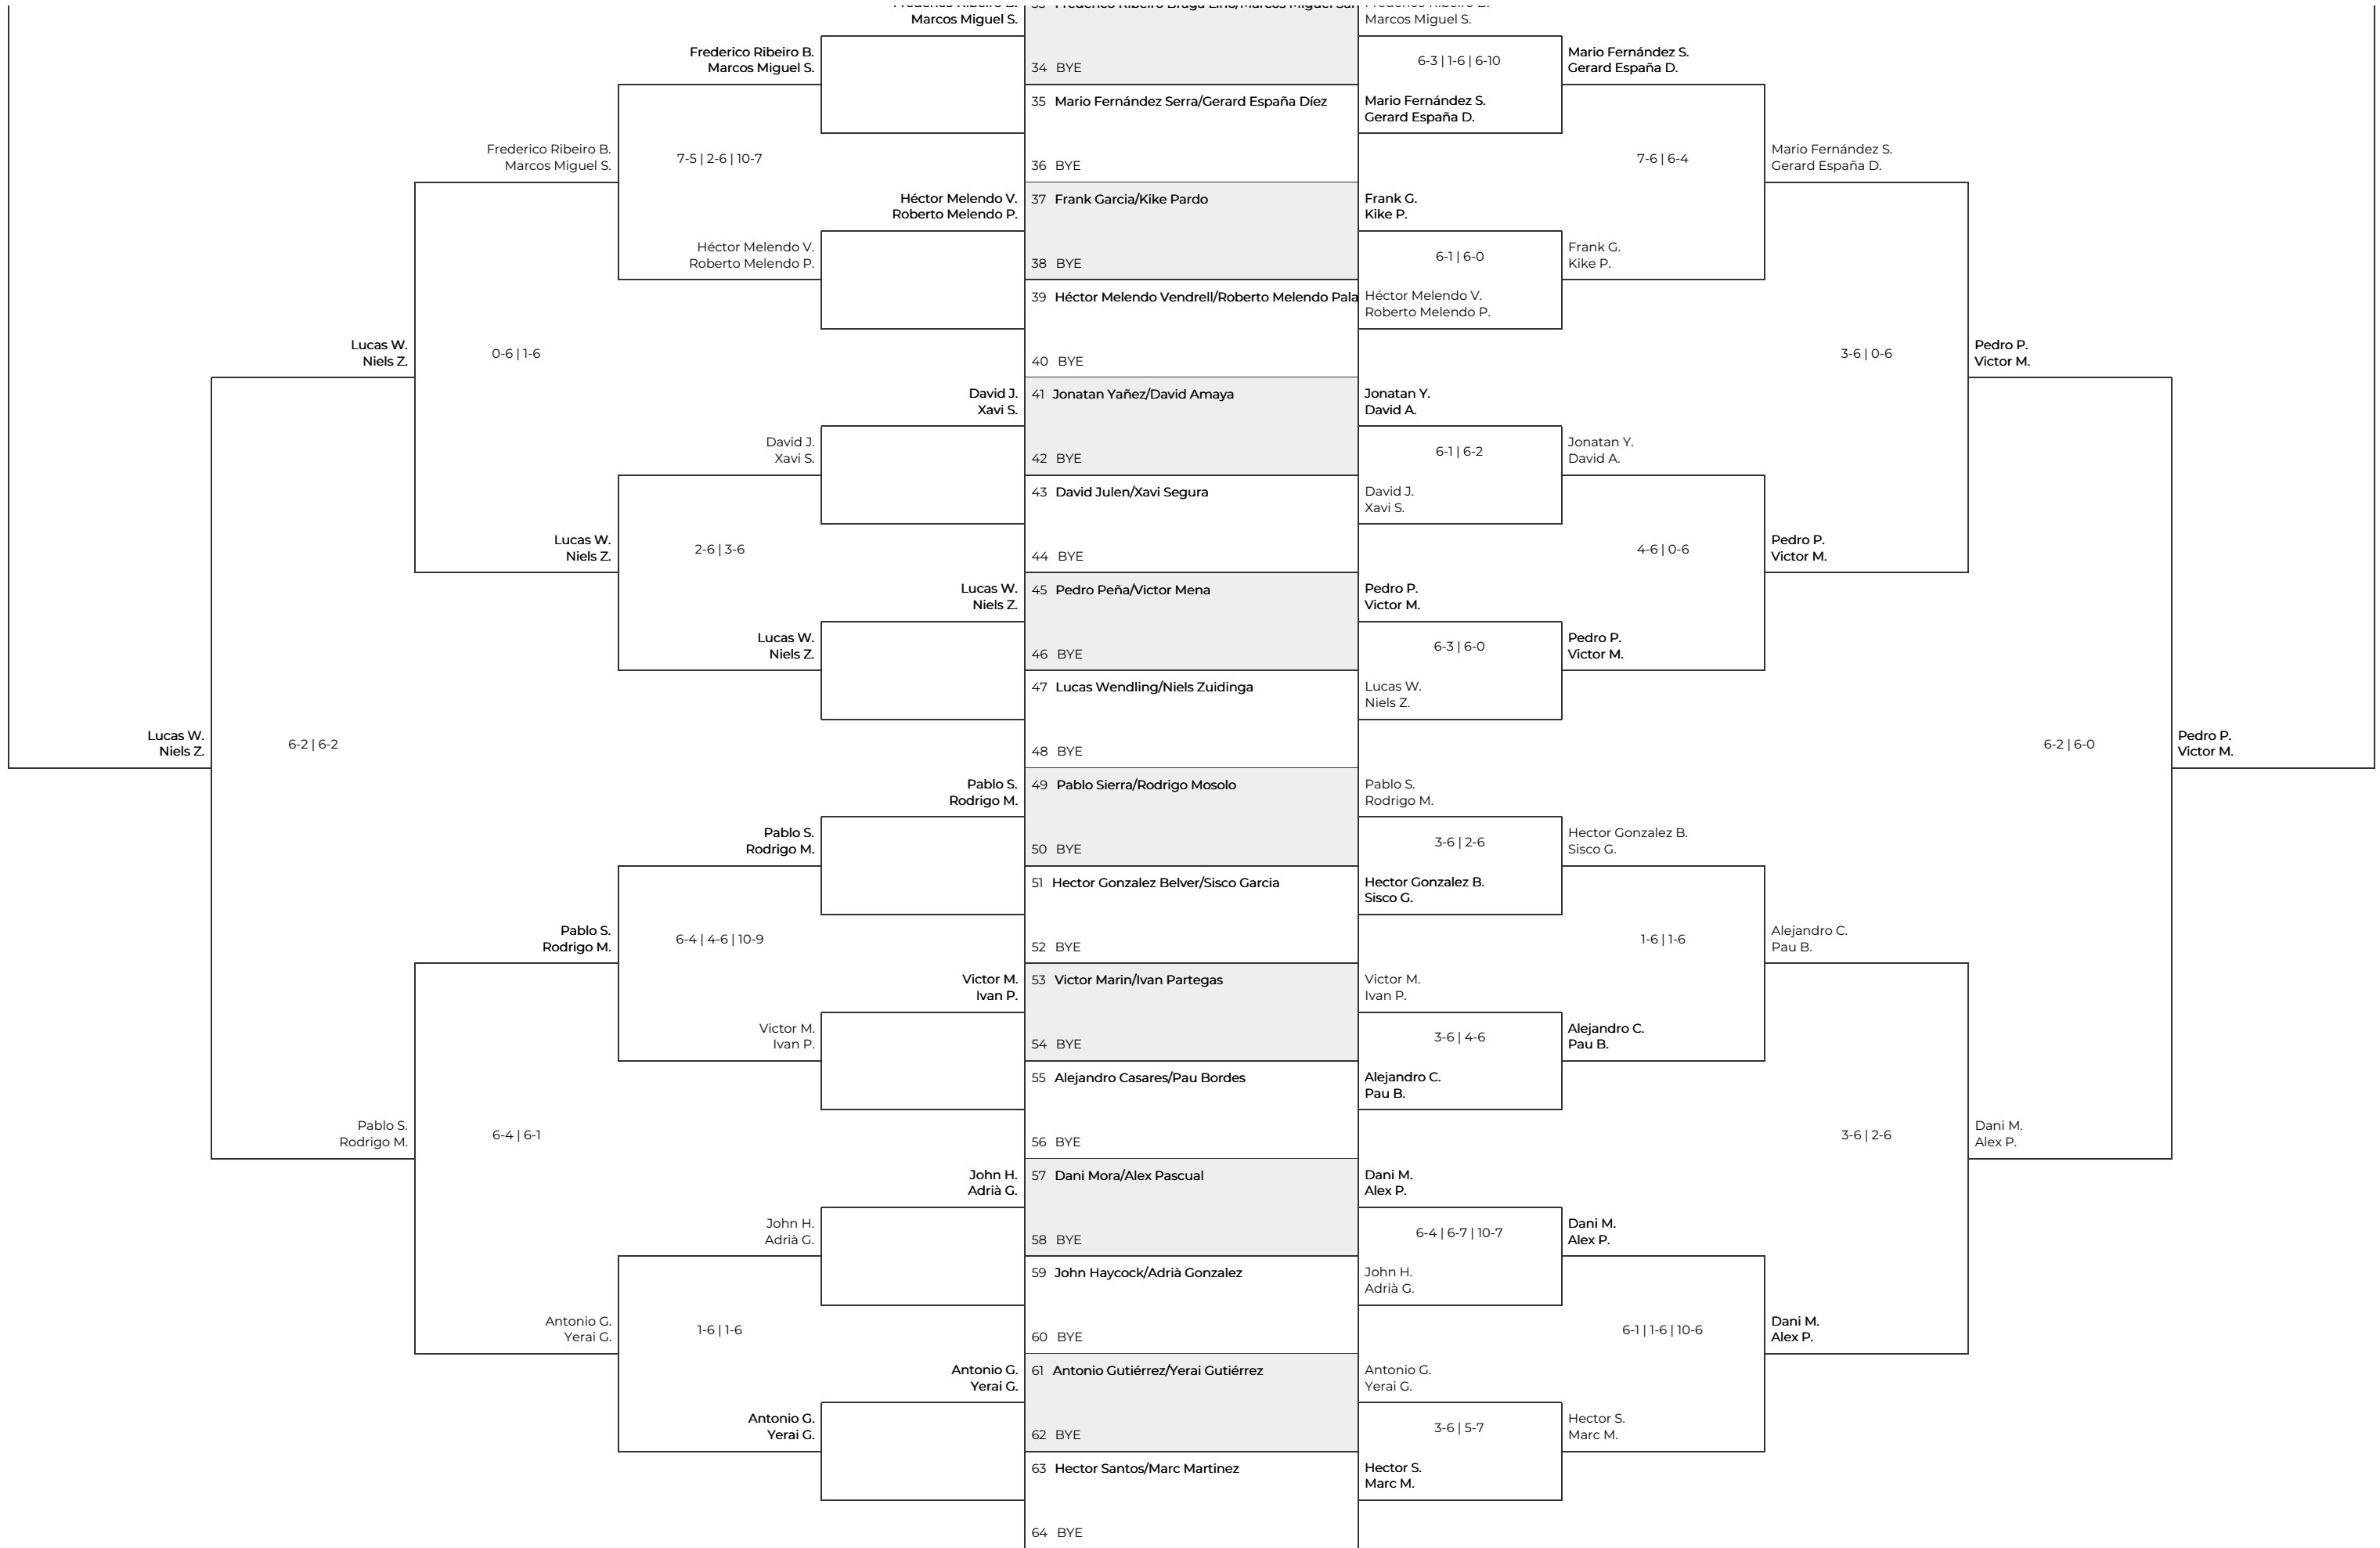 Marcos Miguel S.
Marcos Miguel S.
Frederico Ribeiro B.
Marcos Miguel S.
34 BYE
6-3 | 1-6 | 6-10
Mario Fernández S.
Gerard España D.
35 Mario Fernández Serra/Gerard España Díez
Mario Fernández S.
Gerard España D.
Frederico Ribeiro B.
Marcos Miguel S.
7-5 | 2-6 | 10-7
36 BYE
7-6 | 6-4
Mario Fernández S.
Gerard España D.
Héctor Melendo V.
Roberto Melendo P.
37 Frank Garcia/Kike Pardo
Frank G.
Kike P.
Héctor Melendo V.
Roberto Melendo P.
38 BYE
6-1 | 6-0
Frank G.
Kike P.
39 Héctor Melendo Vendrell/Roberto Melendo Pala
Héctor Melendo V.
Roberto Melendo P.
Lucas W.
Niels Z.
0-6 | 1-6
40 BYE
3-6 | 0-6
Pedro P.
Victor M.
David J.
Xavi S.
41 Jonatan Yañez/David Amaya
Jonatan Y.
David A.
David J.
Xavi S.
42 BYE
6-1 | 6-2
Jonatan Y.
David A.
43 David Julen/Xavi Segura
David J.
Xavi S.
Lucas W.
Niels Z.
2-6 | 3-6
44 BYE
4-6 | 0-6
Pedro P.
Victor M.
Lucas W.
Niels Z.
45 Pedro Peña/Victor Mena
Pedro P.
Victor M.
Lucas W.
Niels Z.
46 BYE
6-3 | 6-0
Pedro P.
Victor M.
47 Lucas Wendling/Niels Zuidinga
Lucas W.
Niels Z.
Lucas W.
Niels Z.
6-2 | 6-2
48 BYE
6-2 | 6-0
Pedro P.
Victor M.
Pablo S.
Rodrigo M.
49 Pablo Sierra/Rodrigo Mosolo
Pablo S.
Rodrigo M.
Pablo S.
Rodrigo M.
50 BYE
3-6 | 2-6
Hector Gonzalez B.
Sisco G.
51 Hector Gonzalez Belver/Sisco Garcia
Hector Gonzalez B.
Sisco G.
Pablo S.
Rodrigo M.
6-4 | 4-6 | 10-9
52 BYE
1-6 | 1-6
Alejandro C.
Pau B.
Victor M.
Ivan P.
53 Victor Marin/Ivan Partegas
Victor M.
Ivan P.
Victor M.
Ivan P.
54 BYE
3-6 | 4-6
Alejandro C.
Pau B.
55 Alejandro Casares/Pau Bordes
Alejandro C.
Pau B.
Pablo S.
Rodrigo M.
6-4 | 6-1
56 BYE
3-6 | 2-6
Dani M.
Alex P.
John H.
Adrià G.
57 Dani Mora/Alex Pascual
Dani M.
Alex P.
John H.
Adrià G.
58 BYE
6-4 | 6-7 | 10-7
Dani M.
Alex P.
59 John Haycock/Adrià Gonzalez
John H.
Adrià G.
Antonio G.
Yerai G.
1-6 | 1-6
60 BYE
6-1 | 1-6 | 10-6
Dani M.
Alex P.
Antonio G.
Yerai G.
61 Antonio Gutiérrez/Yerai Gutiérrez
Antonio G.
Yerai G.
Antonio G.
Yerai G.
62 BYE
3-6 | 5-7
Hector S.
Marc M.
63 Hector Santos/Marc Martinez
Hector S.
Marc M.
64 BYE